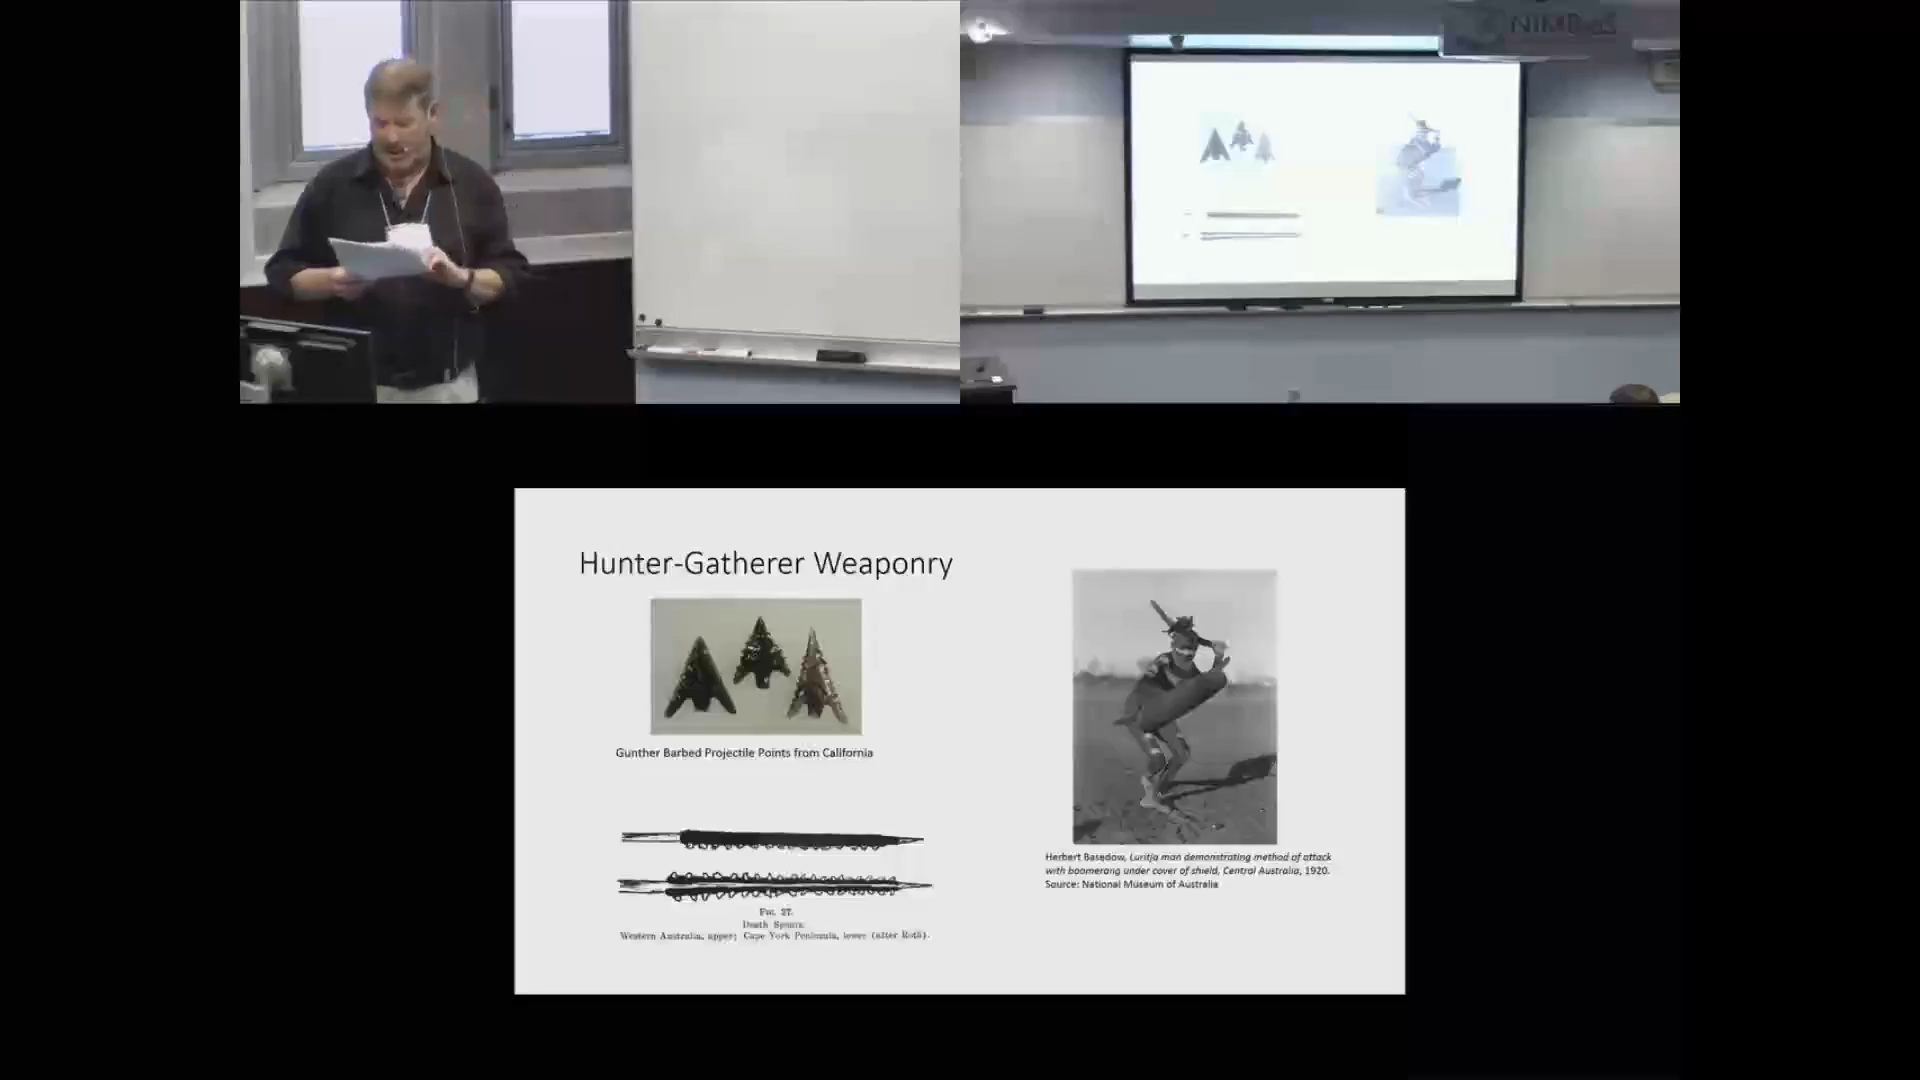 NIMBioS
Hunter-Gatherer Weaponry
Gunther Barbed Projectile Points from California
Fig. 27.
Death Spears.
Western Australia, upper; Cape York Peninsula, lower (after Roth).
Herbert Basedow, Luritja man demonstrating method of attack
with boomerang under cover of shield, Central Australia, 1920.
Source: National Museum of Australia